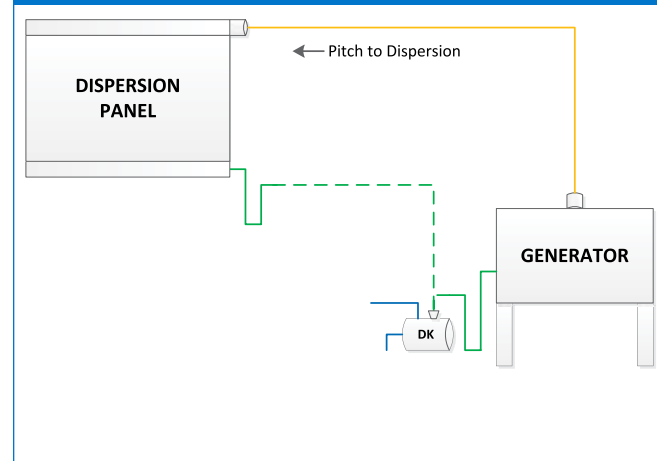 Pitch to Dispersion
DISPERSION
PANEL
GENERATOR
DK